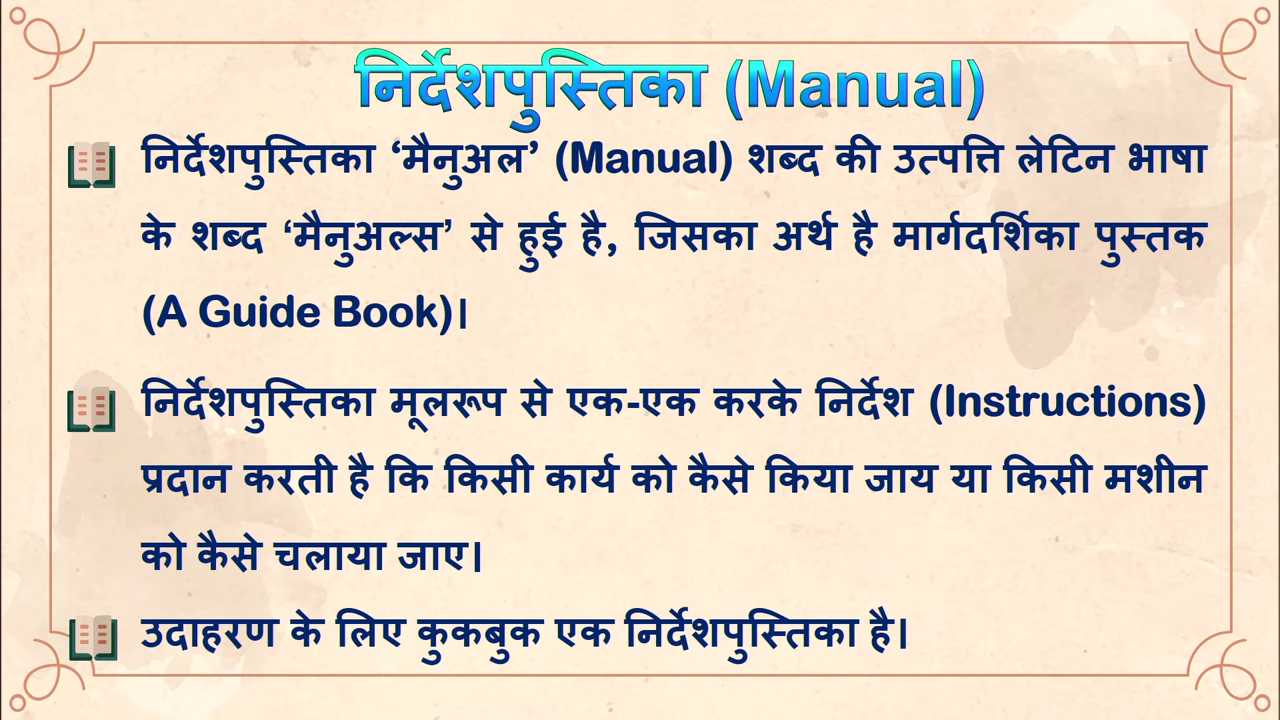 निर्देशपुस्तिका (Manual)
निर्देशपुस्तिका ‘मैनुअल’ (Manual) शब्द की उत्पत्ति लेटिन भाषा
के शब्द ‘मैनुअल्स’ से हुई है, जिसका अर्थ है मार्गदर्शिका पुस्तक
(A Guide Book)।
निर्देशपुस्तिका मूलरूप से एक-एक करके निर्देश (Instructions)
प्रदान करती है कि किसी कार्य को कैसे किया जाय या किसी मशीन
को कैसे चलाया जाए।
उदाहरण के लिए कुकबुक एक निर्देशपुस्तिका है।